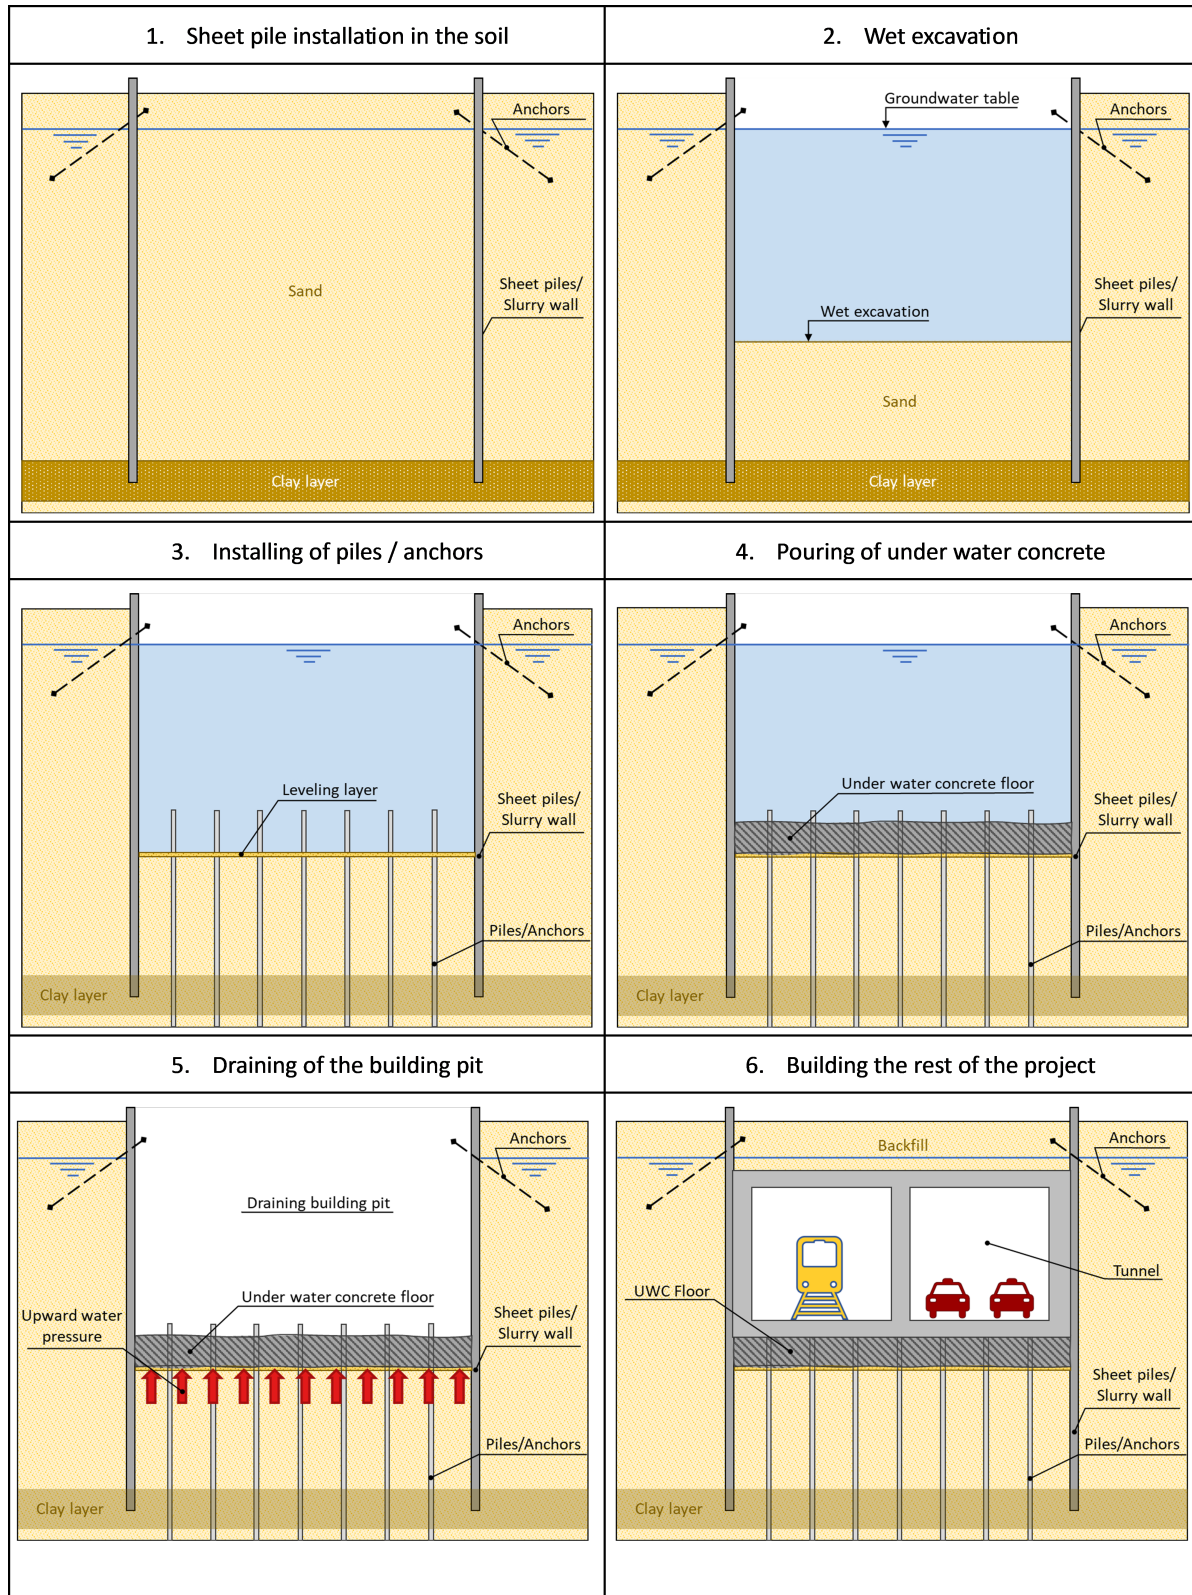 1. Sheet pile installation in the soil
2. Wet excavation
Anchors
Sand
Sheet piles/
Slurry wall
Clay layer
Groundwater table
Anchors
Wet excavation
Sheet piles/
Slurry wall
Sand
Clay layer
3. Installing of piles / anchors
4. Pouring of under water concrete
Anchors
Leveling layer
Sheet piles/
Slurry wall
Piles/Anchors
Clay layer
Anchors
Under water concrete floor
Sheet piles/
Slurry wall
Piles/Anchors
Clay layer
5. Draining of the building pit
6. Building the rest of the project
Anchors
Draining building pit
Under water concrete floor
Upward water
pressure
Sheet piles/
Slurry wall
Piles/Anchors
Clay layer
Backfill
Anchors
Tunnel
UWC Floor
Sheet piles/
Slurry wall
Piles/Anchors
Clay layer